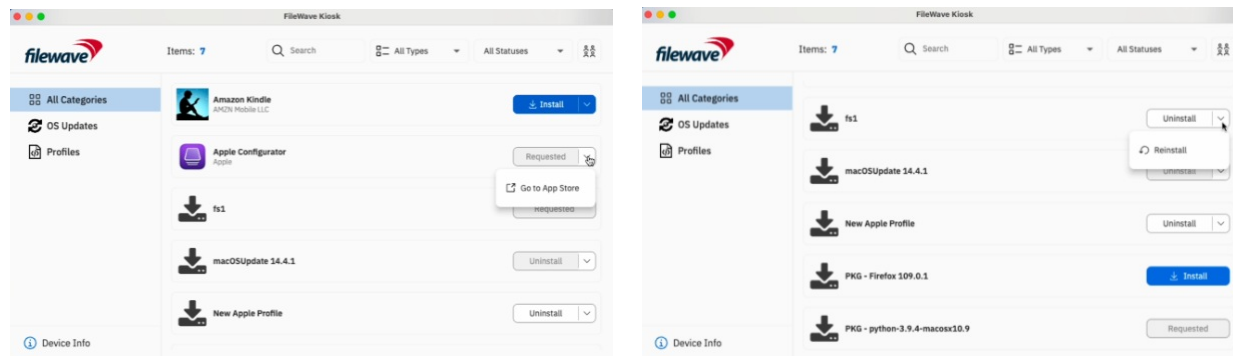 FileWave Kiosk
filewave
Items: 7
Search
All Types
All Statuses
All Categories
OS Updates
Profiles
Amazon Kindle
AMZN Mobile LLC
Install
Apple Configurator
Apple
Requested
Go to App Store
fs1
Requested
macOSUpdate 14.4.1
Uninstall
New Apple Profile
Uninstall
Device Info
FileWave Kiosk
filewave
Items: 7
Search
All Types
All Statuses
All Categories
OS Updates
Profiles
fs1
Uninstall
Reinstall
macOSUpdate 14.4.1
Uninstall
New Apple Profile
Uninstall
PKG - Firefox 109.0.1
Install
PKG - python-3.9.4-macosx10.9
Requested
Device Info